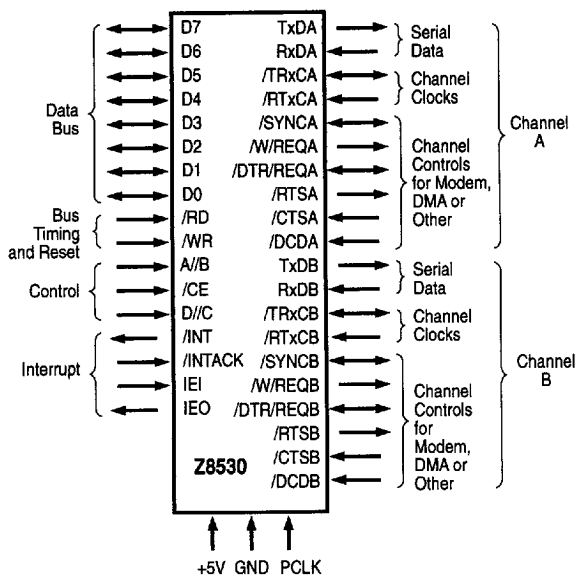 D7
D6
D5
D4
D3
D2
D1
D0
/RD
/WR
A//B
/CE
D//C
/INT
/INTACK
IEI
IEO
Data
Bus
Bus
Timing
and Reset
Control
Interrupt
TxDA
RxDA
/TRxCA
/RTxCA
/SYNCA
/W/REQA
/DTR/REQA
/RTSA
/CTSA
/DCDA
TxDB
RxDB
/TRxCB
/RTxCB
/SYNCB
/W/REQB
/DTR/REQB
/RTSB
/CTSB
/DCDB
Serial
Data
Channel
Clocks
Channel
Controls
for Modem,
DMA or
Other
Channel
A
Serial
Data
Channel
Clocks
Channel
Controls
for
Modem,
DMA or
Other
Channel
B
Z8530
+5V GND PCLK